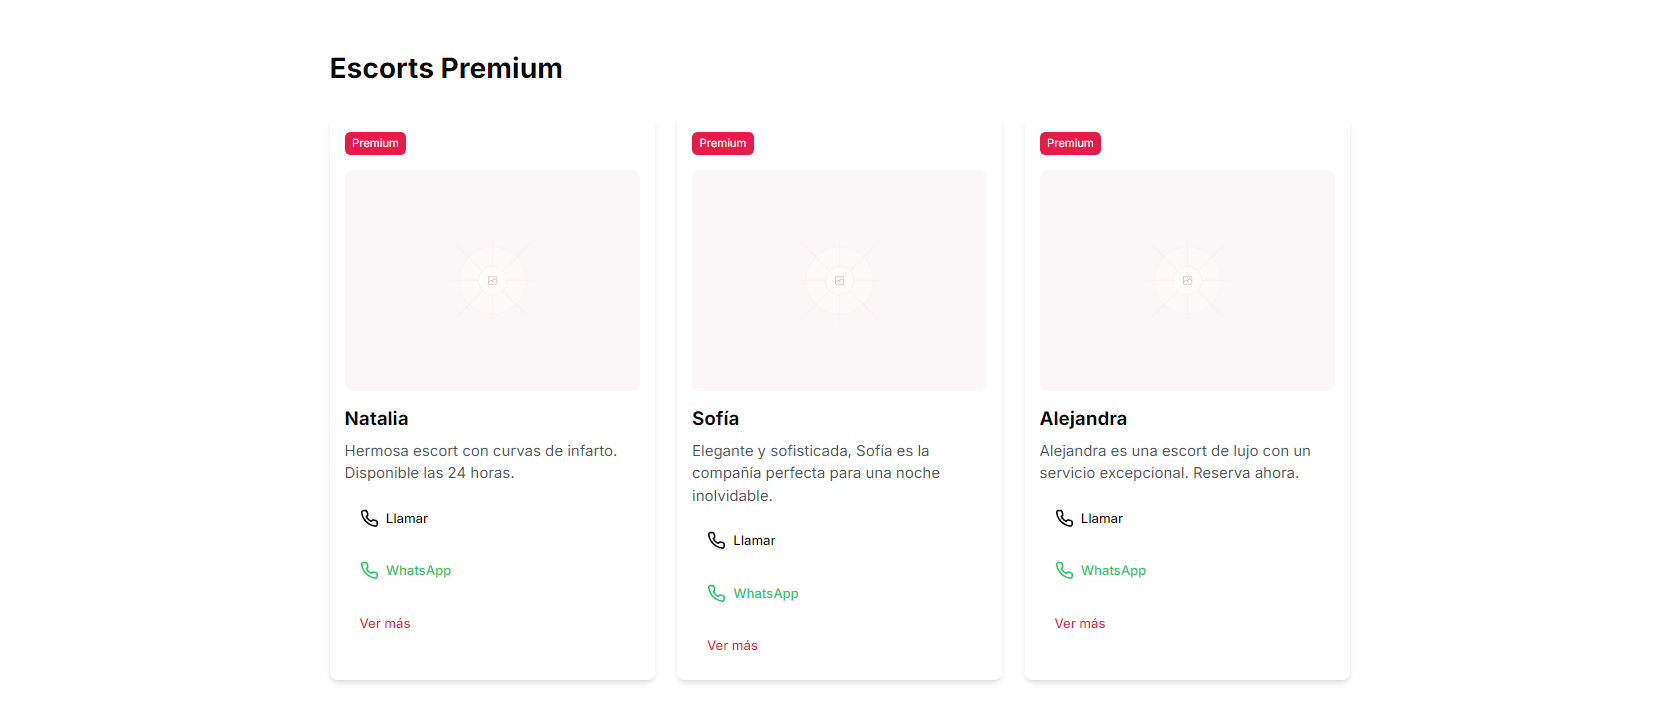 Escorts Premium
Premium
Natalia
Hermosa escort con curvas de infarto.
Disponible las 24 horas.
Llamar
WhatsApp
Ver más
Premium
Sofía
Elegante y sofisticada, Sofía es la
compañía perfecta para una noche
inolvidable.
Llamar
WhatsApp
Ver más
Premium
Alejandra
Alejandra es una escort de lujo con un
servicio excepcional. Reserva ahora.
Llamar
WhatsApp
Ver más